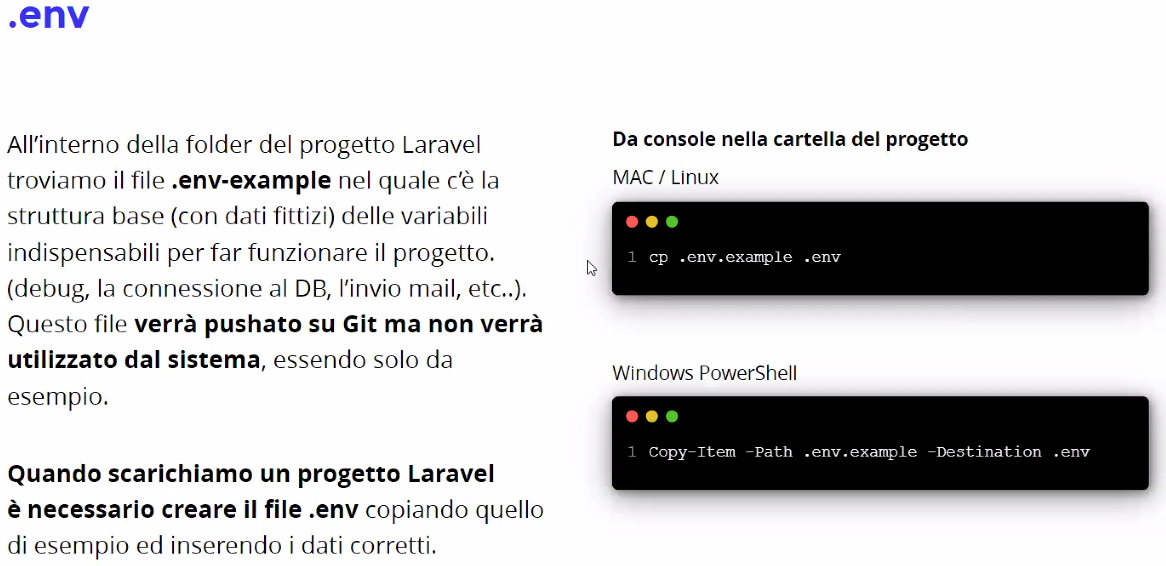 .env
All'interno della folder del progetto Laravel
troviamo il file .env-example nel quale c'è la
struttura base (con dati fittizi) delle variabili
indispensabili per far funzionare il progetto.
(debug, la connessione al DB, l'invio mail, etc..).
Questo file verrà pushato su Git ma non verrà
utilizzato dal sistema, essendo solo da
esempio.
Quando scarichiamo un progetto Laravel
è necessario creare il file .env copiando quello
di esempio ed inserendo i dati corretti.
Da console nella cartella del progetto
MAC / Linux
1 cp .env.example .env
Windows PowerShell
1 Copy-Item -Path .env.example -Destination .env